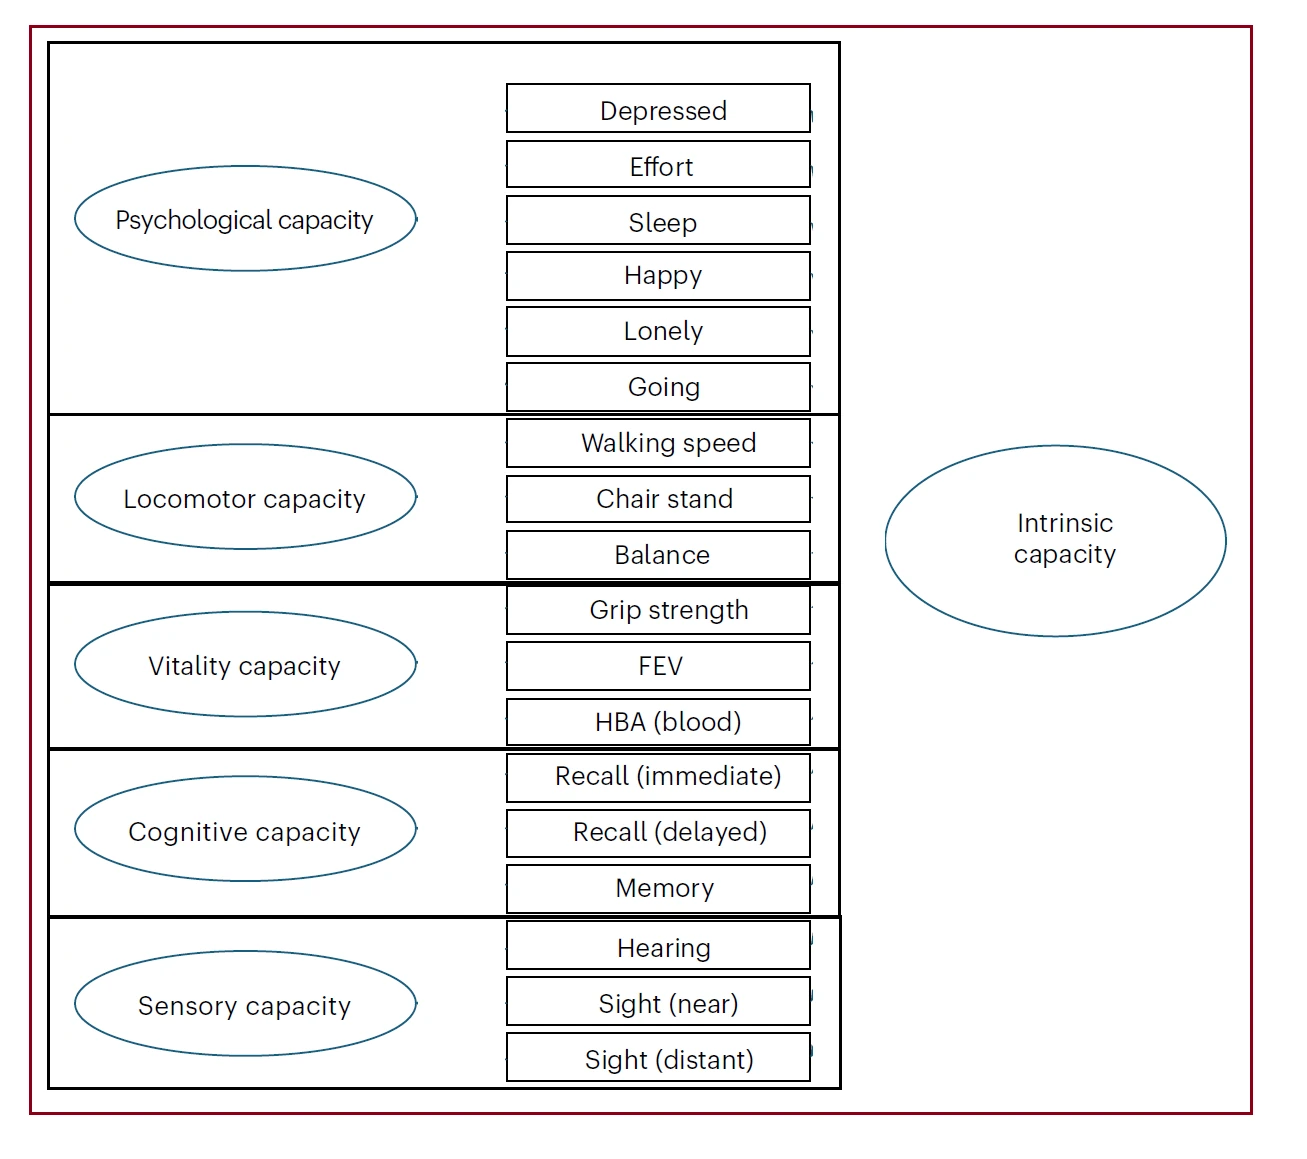 Psychological capacity
Depressed
Effort
Sleep
Happy
Lonely
Going
Locomotor capacity
Walking speed
Chair stand
Balance
Vitality capacity
Grip strength
FEV
HBA (blood)
Cognitive capacity
Recall (immediate)
Recall (delayed)
Memory
Sensory capacity
Hearing
Sight (near)
Sight (distant)
Intrinsic
capacity